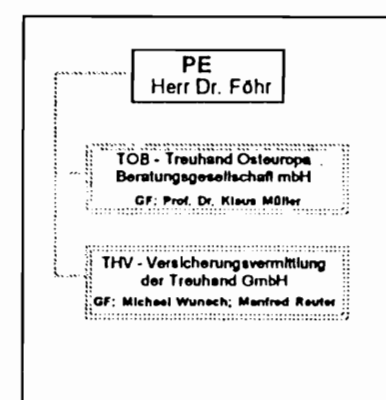 PE
Herr Dr. Föhr
TOB - Treuhand Osteuropa
Beratungsgesellschaft mbH
GF: Prof. Dr. Klaus Müller
THV - Versicherungsvermittlung
der Treuhand GmbH
GF: Michael Wunsch; Manfred Reuter